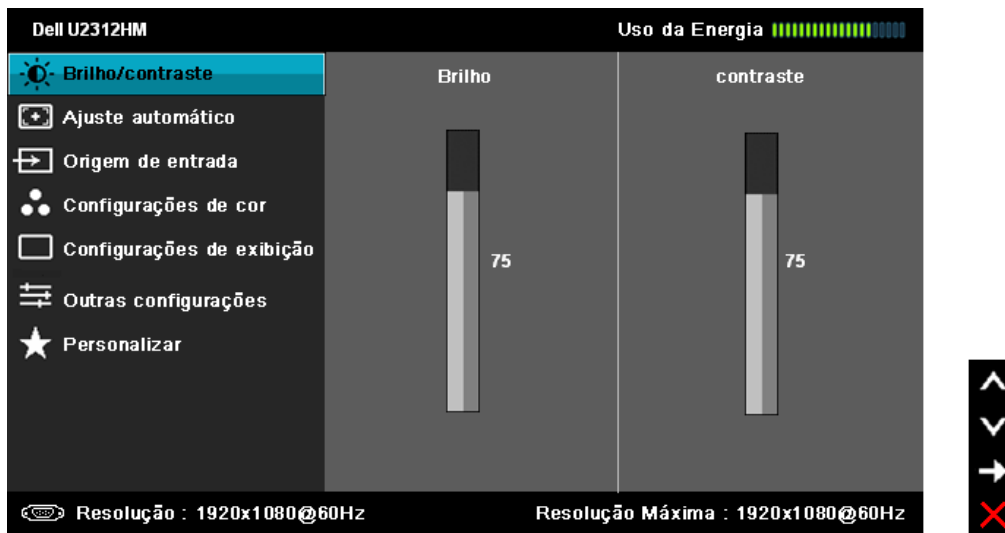 Dell U2312HM
Uso da Energia
Brilho/contraste
Ajuste automático
Origem de entrada
Configurações de cor
Configurações de exibição
Outras configurações
Personalizar
Brilho
contraste
75
75
Resolução : 1920x1080@60Hz
Resolução Máxima : 1920x1080@60Hz